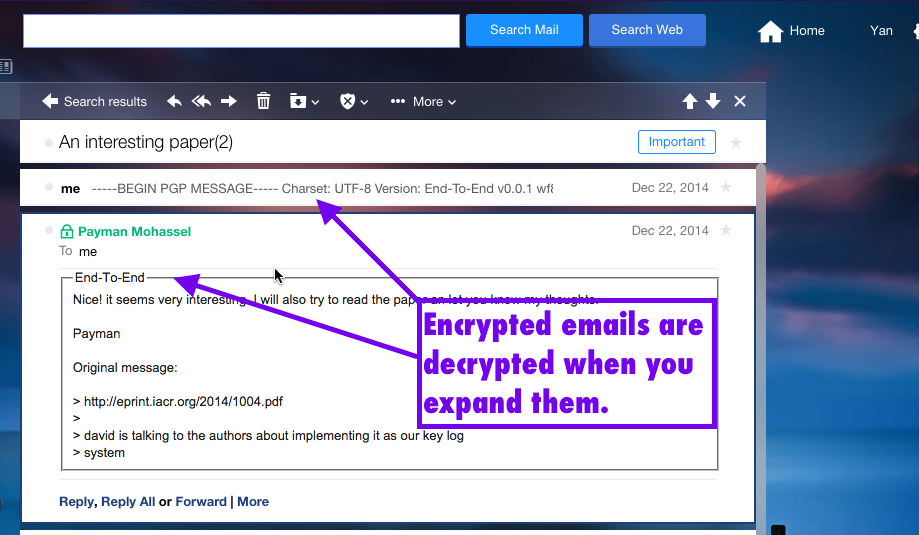 Search Mail Search Web Home Yan
Search results More
An interesting paper(2) Important
me -----BEGIN PGP MESSAGE----- Charset: UTF-8 Version: End-To-End v0.0.1 Dec 22, 2014
Payman Mohassel Dec 22, 2014
To me
End-To-End
Nice! it seems very interesting. I will also try to read the paper an let you know my thoughts.
Payman
Original message:
> http://eprint.iacr.org/2014/1004.pdf
>
> david is talking to the authors about implementing it as our key log
> system
Encrypted emails are
decrypted when you
expand them.
Reply, Reply All or Forward | More